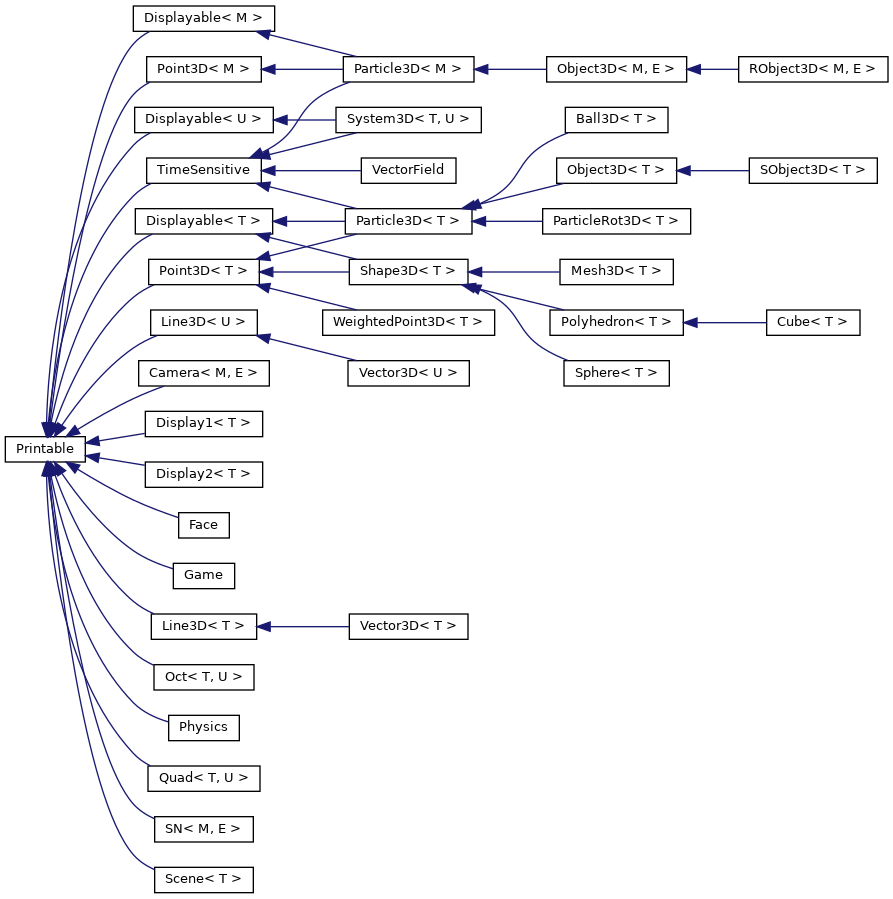 Displayable< M >
Point3D< M >
Particle3D< M >
Object3D< M, E >
RObject3D< M, E >
Displayable< U >
System3D< T, U >
Ball3D< T >
TimeSensitive
VectorField
Object3D< T >
SObject3D< T >
Displayable< T >
Particle3D< T >
ParticleRot3D< T >
Point3D< T >
Shape3D< T >
Mesh3D< T >
Line3D< U >
WeightedPoint3D< T >
Polyhedron< T >
Cube< T >
Camera< M, E >
Vector3D< U >
Sphere< T >
Display1< T >
Printable
Display2< T >
Face
Game
Line3D< T >
Vector3D< T >
Oct< T, U >
Physics
Quad< T, U >
SN< M, E >
Scene< T >